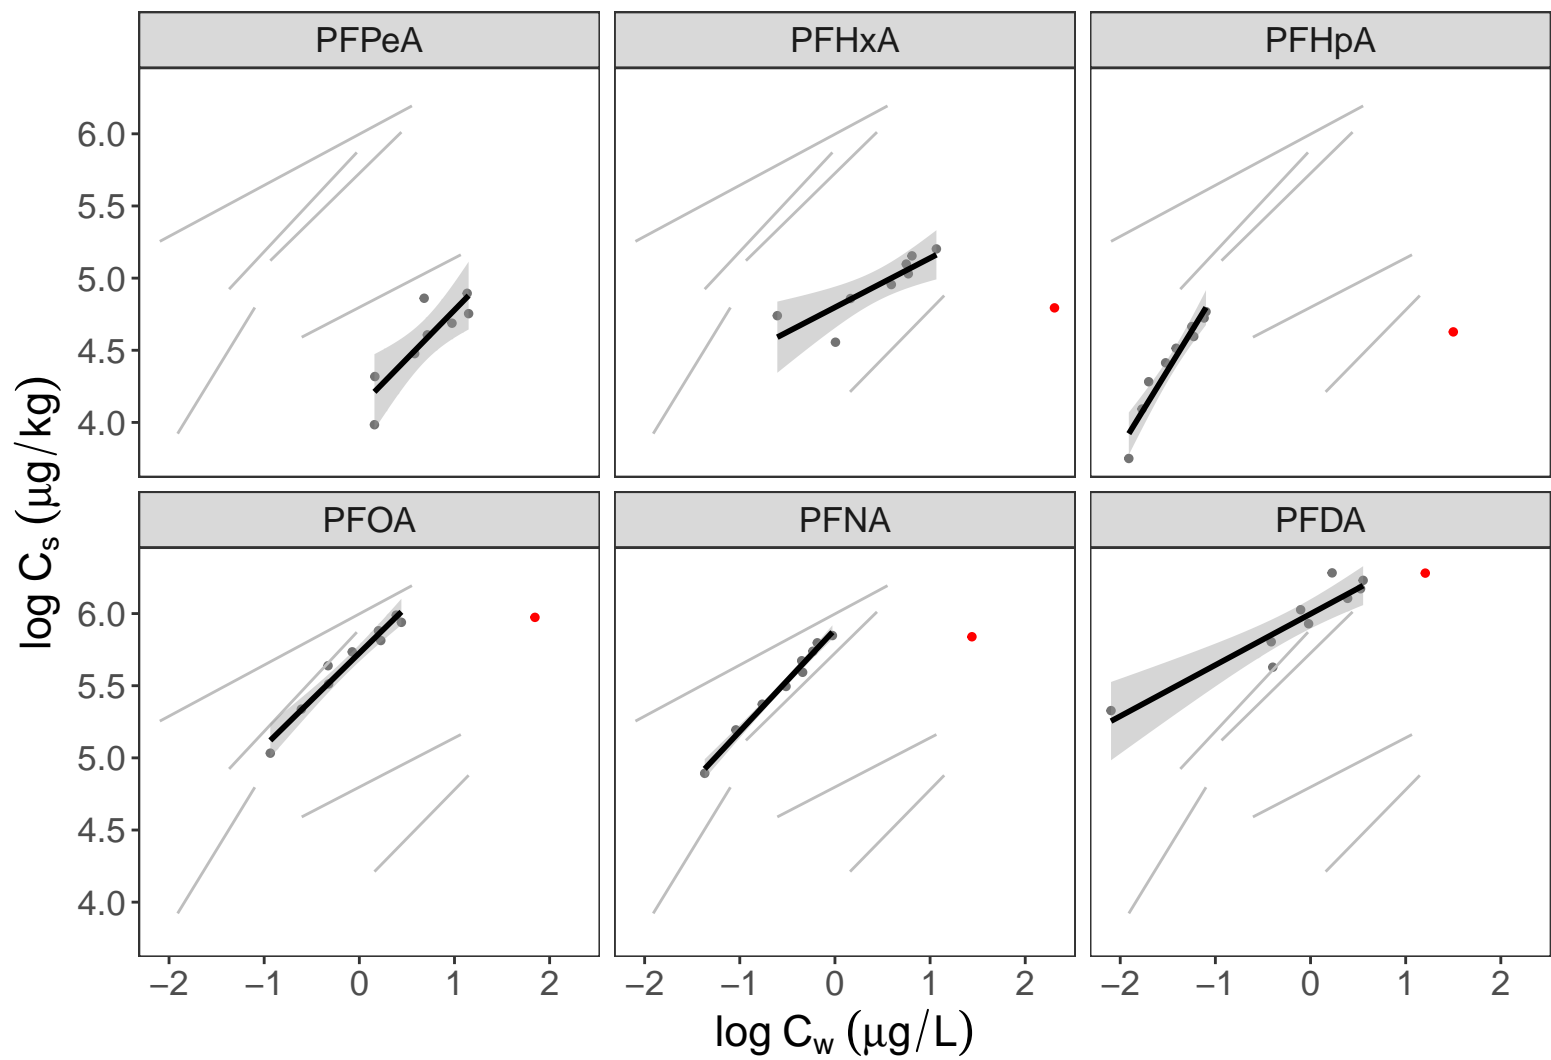 PFPeA PFHxA PFHpA
6.0
5.5
5.0
4.5
4.0
log Cs (μg/kg)
PFOA PFNA PFDA
6.0
5.5
5.0
4.5
4.0
−2 −1 0 1 2 −2 −1 0 1 2 −2 −1 0 1 2
log Cw (μg/L)